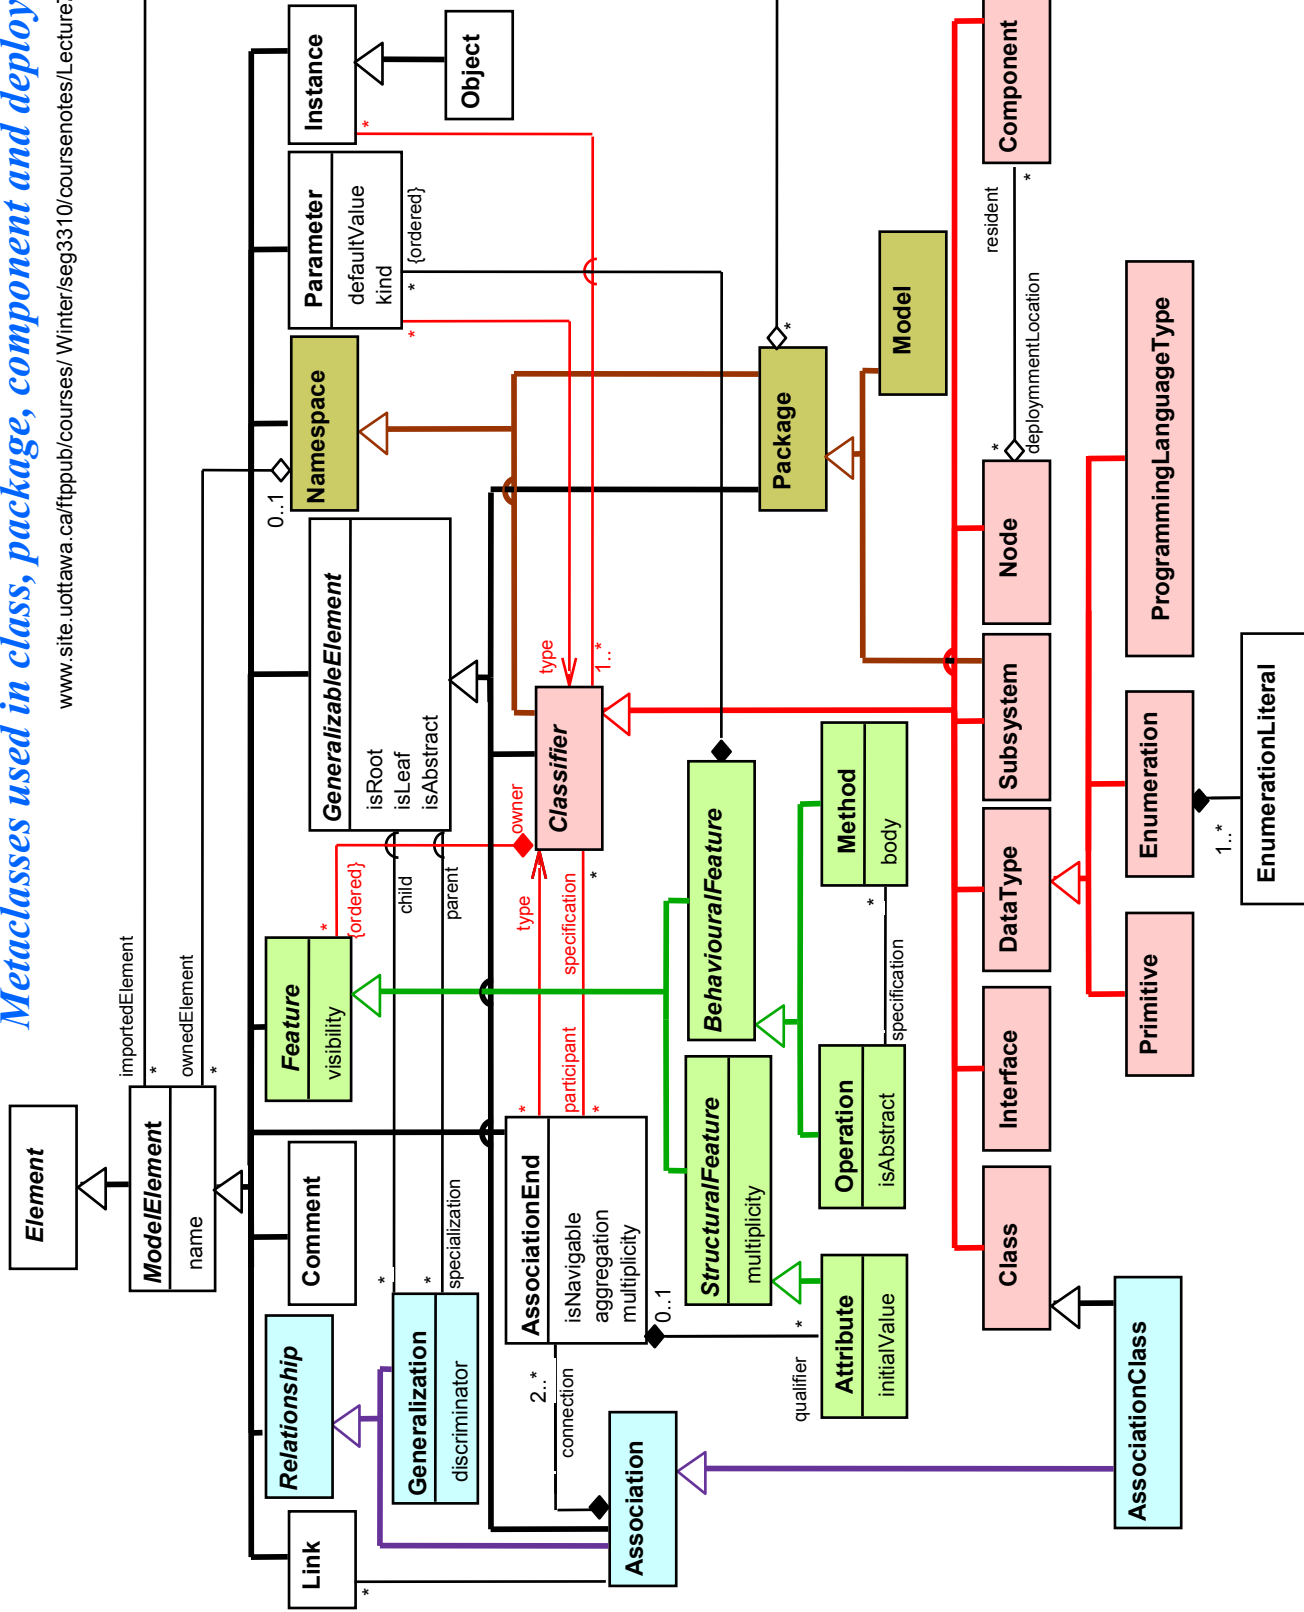 Metaclasses used in class, package, component and deploy
www.site.uottawa.ca/ftppub/courses/ Winter/seg3310/coursenotes/Lecture
Element
ModelElement
name
importedElement
*
ownedElement
*
Link
*
Relationship
Comment
Feature
visibility
*
{ordered}
GeneralizableElement
isRoot
isLeaf
isAbstract
0..1
Namespace
Parameter
defaultValue
kind
*
*
{ordered}
Instance
*
Object
Generalization
discriminator
*
*
specialization
child
parent
AssociationEnd
isNavigable
aggregation
multiplicity
2..*
connection
0..1
*
type
participant
*
specification
*
owner
Classifier
type
1..*
Association
StructuralFeature
multiplicity
BehaviouralFeature
Package
*
qualifier
*
Attribute
initialValue
Operation
isAbstract
specification
*
Method
body
Model
Class
Interface
DataType
Subsystem
Node
*
deploymmentLocation
resident
*
Component
AssociationClass
Primitive
Enumeration
ProgrammingLanguageType
1..*
EnumerationLiteral